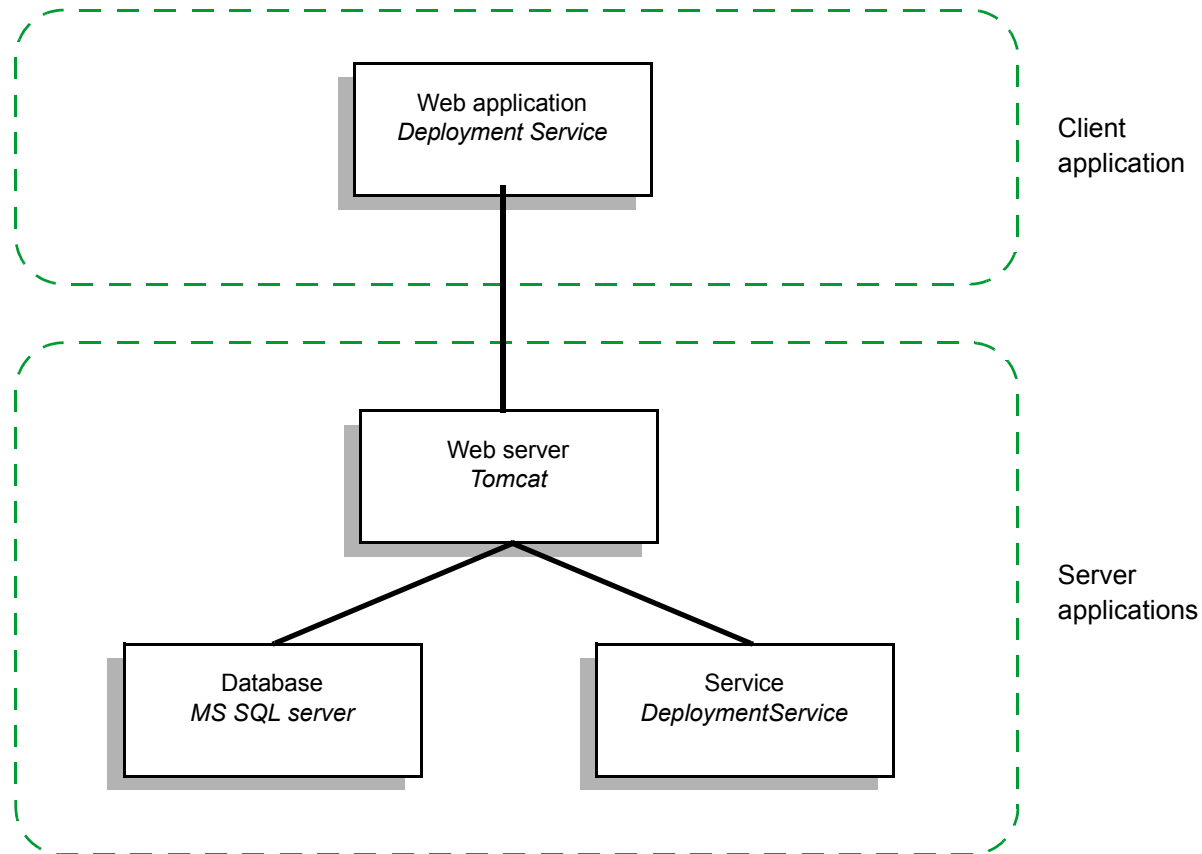 Web application
Deployment Service
Client
application
Web server
Tomcat
Server
applications
Database
MS SQL server
Service
DeploymentService